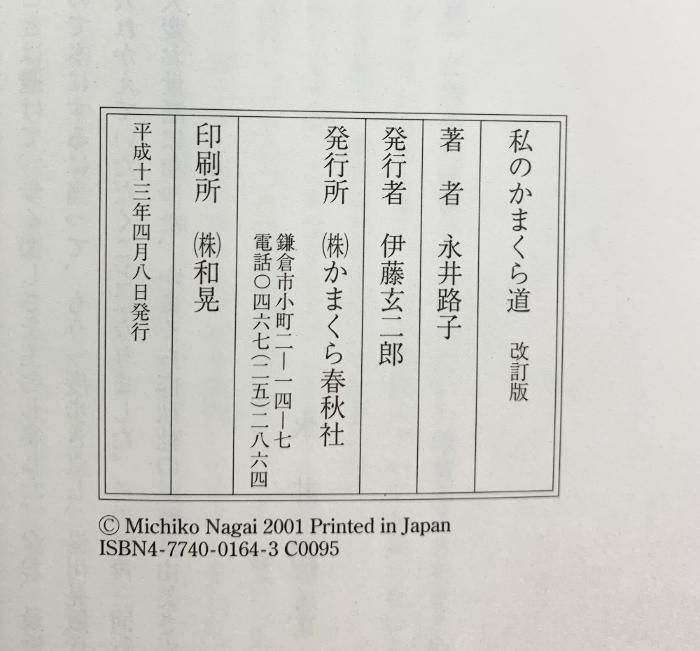 私のかまくら道 改訂版
著 者 永井路子
発行者 伊藤玄二郎
発行所 ㈱かまくら春秋社
鎌倉市小町二―一四―七
電話〇四六七(二五)二八六四
印刷所 ㈱和晃
平成十三年四月八日発行
Ⓒ Michiko Nagai 2001 Printed in Japan
ISBN4-7740-0164-3 C0095